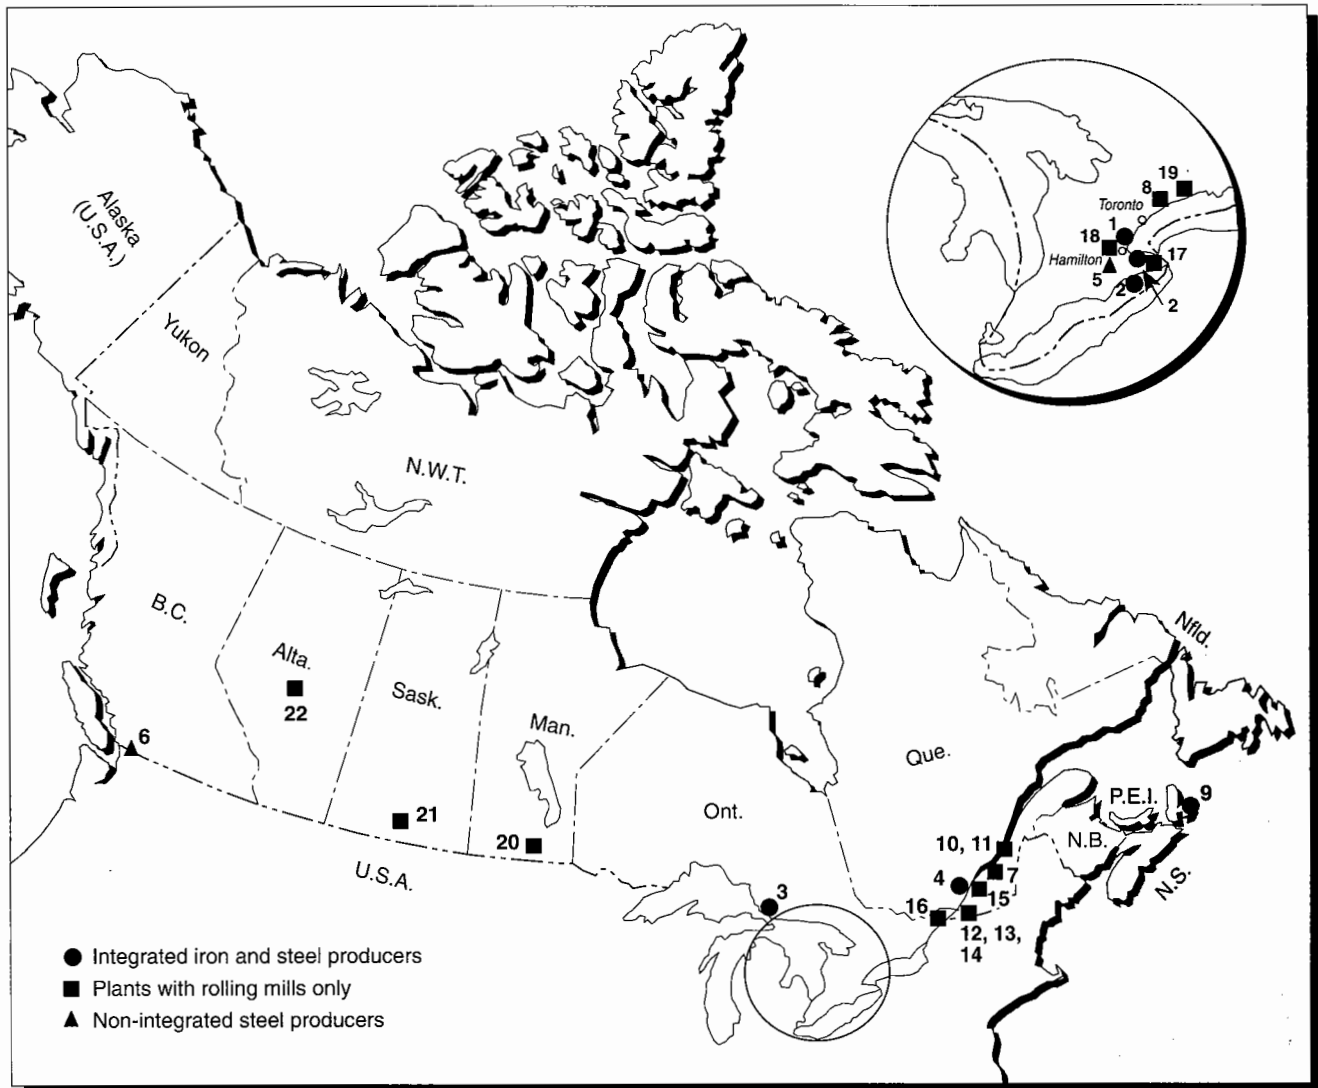 Alaska
(U.S.A.)
Yukon
N.W.T.
B.C.
Alta.
22
Sask.
21
Man.
20
6
U.S.A.
Ont.
3
Que.
Nfld.
P.E.I.
9
N.B.
N.S.
10, 11
4
7
15
16
12, 13,
14
19
8
Toronto
1
18
Hamilton
17
5
2
2
● Integrated iron and steel producers
■ Plants with rolling mills only
▲ Non-integrated steel producers